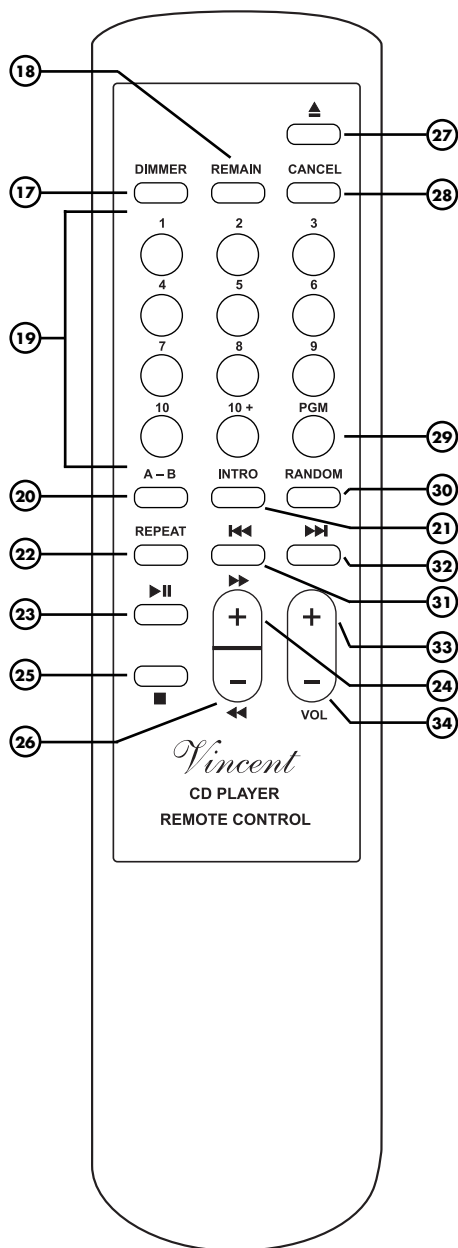 18
27
DIMMER REMAIN CANCEL
17
28
1 2 3
4 5 6
19
7 8 9
10 10 + PGM
29
A – B INTRO RANDOM
20
30
21
REPEAT
22
32
31
23
33
+ +
25
24
– –
34
VOL
26
Vincent
CD PLAYER
REMOTE CONTROL